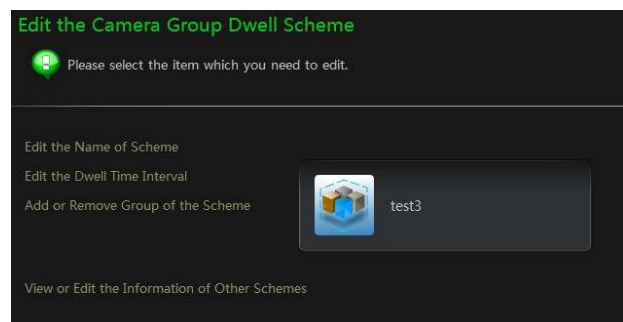 Edit the Camera Group Dwell Scheme
Please select the item which you need to edit.
Edit the Name of Scheme
Edit the Dwell Time Interval
Add or Remove Group of the Scheme
test3
View or Edit the Information of Other Schemes